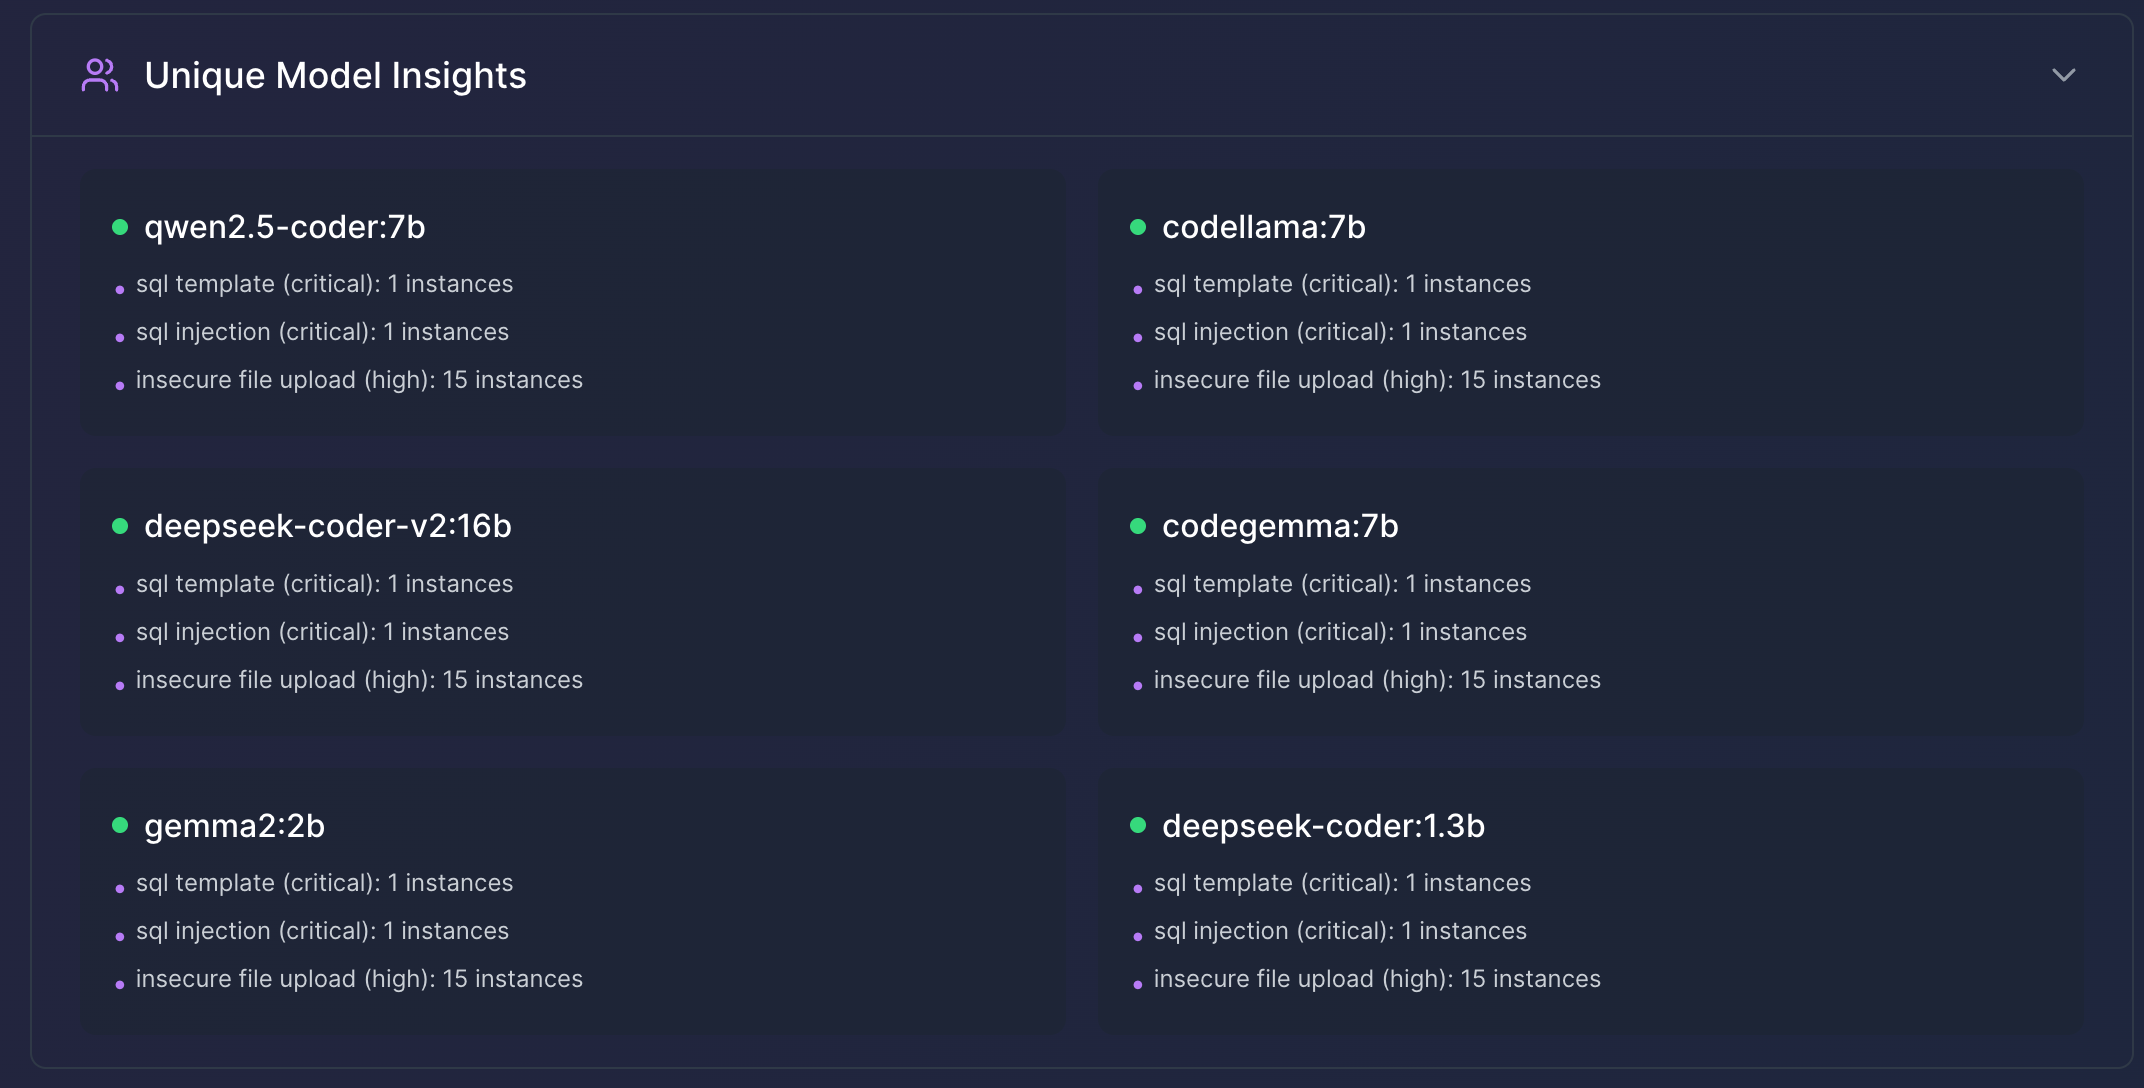 Unique Model Insights
qwen2.5-coder:7b
sql template (critical): 1 instances
sql injection (critical): 1 instances
insecure file upload (high): 15 instances
codellama:7b
sql template (critical): 1 instances
sql injection (critical): 1 instances
insecure file upload (high): 15 instances
deepseek-coder-v2:16b
sql template (critical): 1 instances
sql injection (critical): 1 instances
insecure file upload (high): 15 instances
codegemma:7b
sql template (critical): 1 instances
sql injection (critical): 1 instances
insecure file upload (high): 15 instances
gemma2:2b
sql template (critical): 1 instances
sql injection (critical): 1 instances
insecure file upload (high): 15 instances
deepseek-coder:1.3b
sql template (critical): 1 instances
sql injection (critical): 1 instances
insecure file upload (high): 15 instances